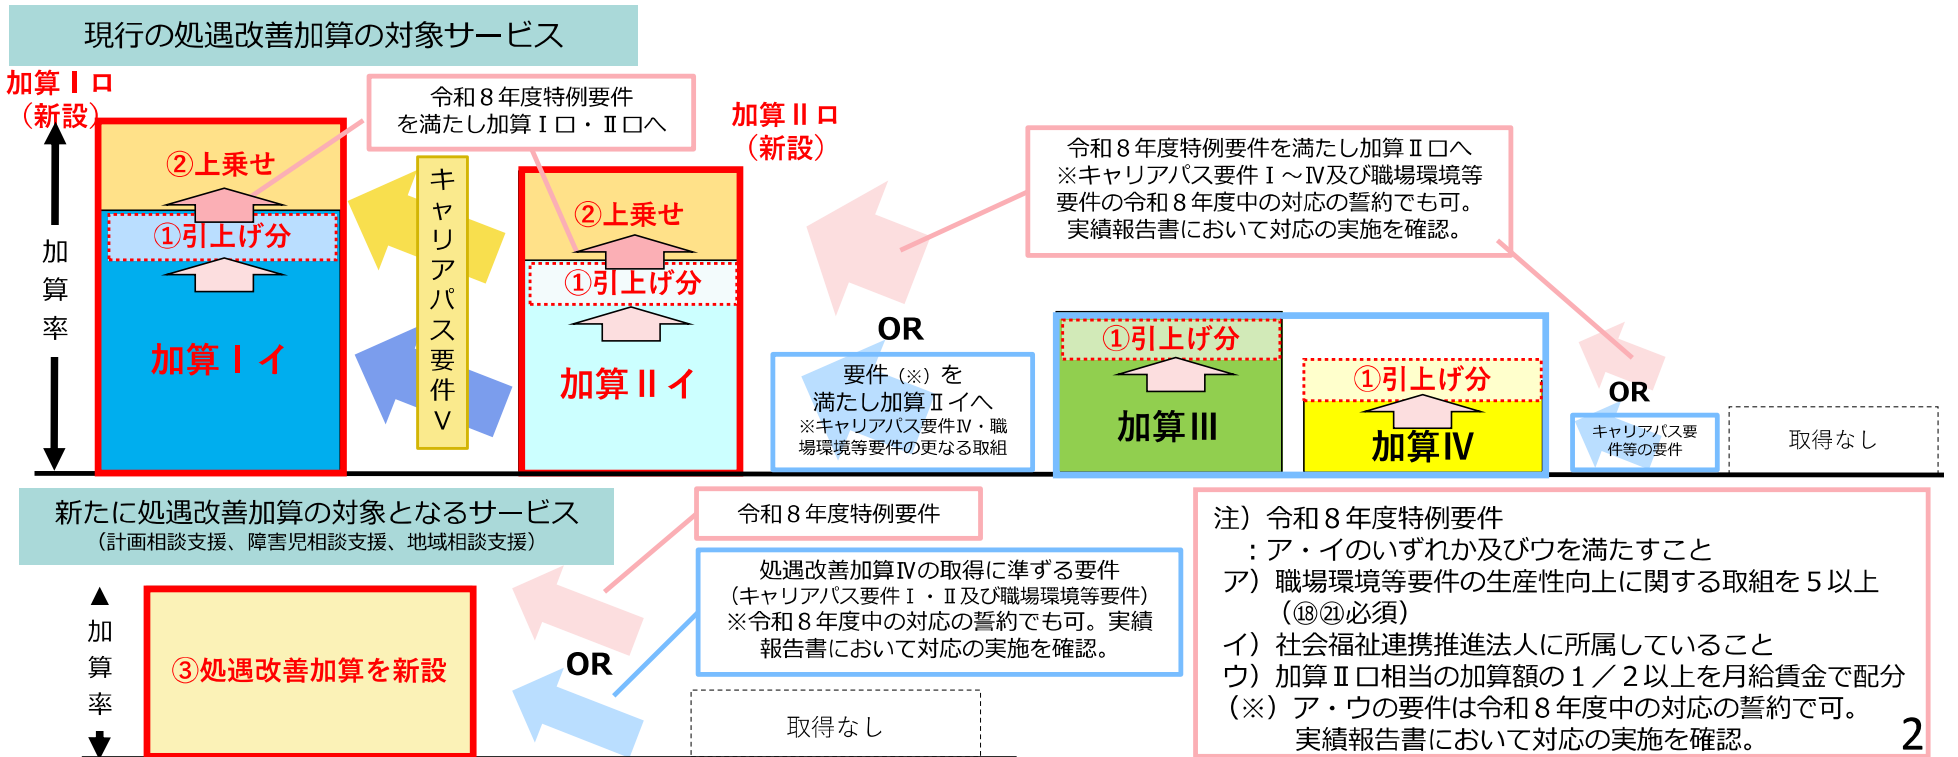 現行の処遇改善加算の対象サービス
加算Ⅰロ
（新設）
令和８年度特例要件
を満たし加算Ⅰロ・Ⅱロへ
加算Ⅱロ
（新設）
令和８年度特例要件を満たし加算Ⅱロへ
※キャリアパス要件Ⅰ～Ⅳ及び職場環境等
要件の令和８年度中の対応の誓約でも可。
実績報告書において対応の実施を確認。
②上乗せ
①引上げ分
加算Ⅰイ
加算率
キャリアパス要件Ⅴ
②上乗せ
①引上げ分
加算Ⅱイ
OR
要件（※）を
満たし加算Ⅱイへ
※キャリアパス要件Ⅳ・職
場環境等要件の更なる取組
①引上げ分
加算Ⅲ
①引上げ分
加算Ⅳ
OR
キャリアパス要
件等の要件
取得なし
新たに処遇改善加算の対象となるサービス
（計画相談支援、障害児相談支援、地域相談支援）
加算率
③処遇改善加算を新設
令和８年度特例要件
処遇改善加算Ⅳの取得に準ずる要件
（キャリアパス要件Ⅰ・Ⅱ及び職場環境等要件）
※令和８年度中の対応の誓約でも可。実績
報告書において対応の実施を確認。
OR
取得なし
注）令和８年度特例要件
：ア・イのいずれか及びウを満たすこと
ア）職場環境等要件の生産性向上に関する取組を５以上
（⑱㉑必須）
イ）社会福祉連携推進法人に所属していること
ウ）加算Ⅱロ相当の加算額の１／２以上を月給賃金で配分
（※）ア・ウの要件は令和８年度中の対応の誓約で可。
実績報告書において対応の実施を確認。
2